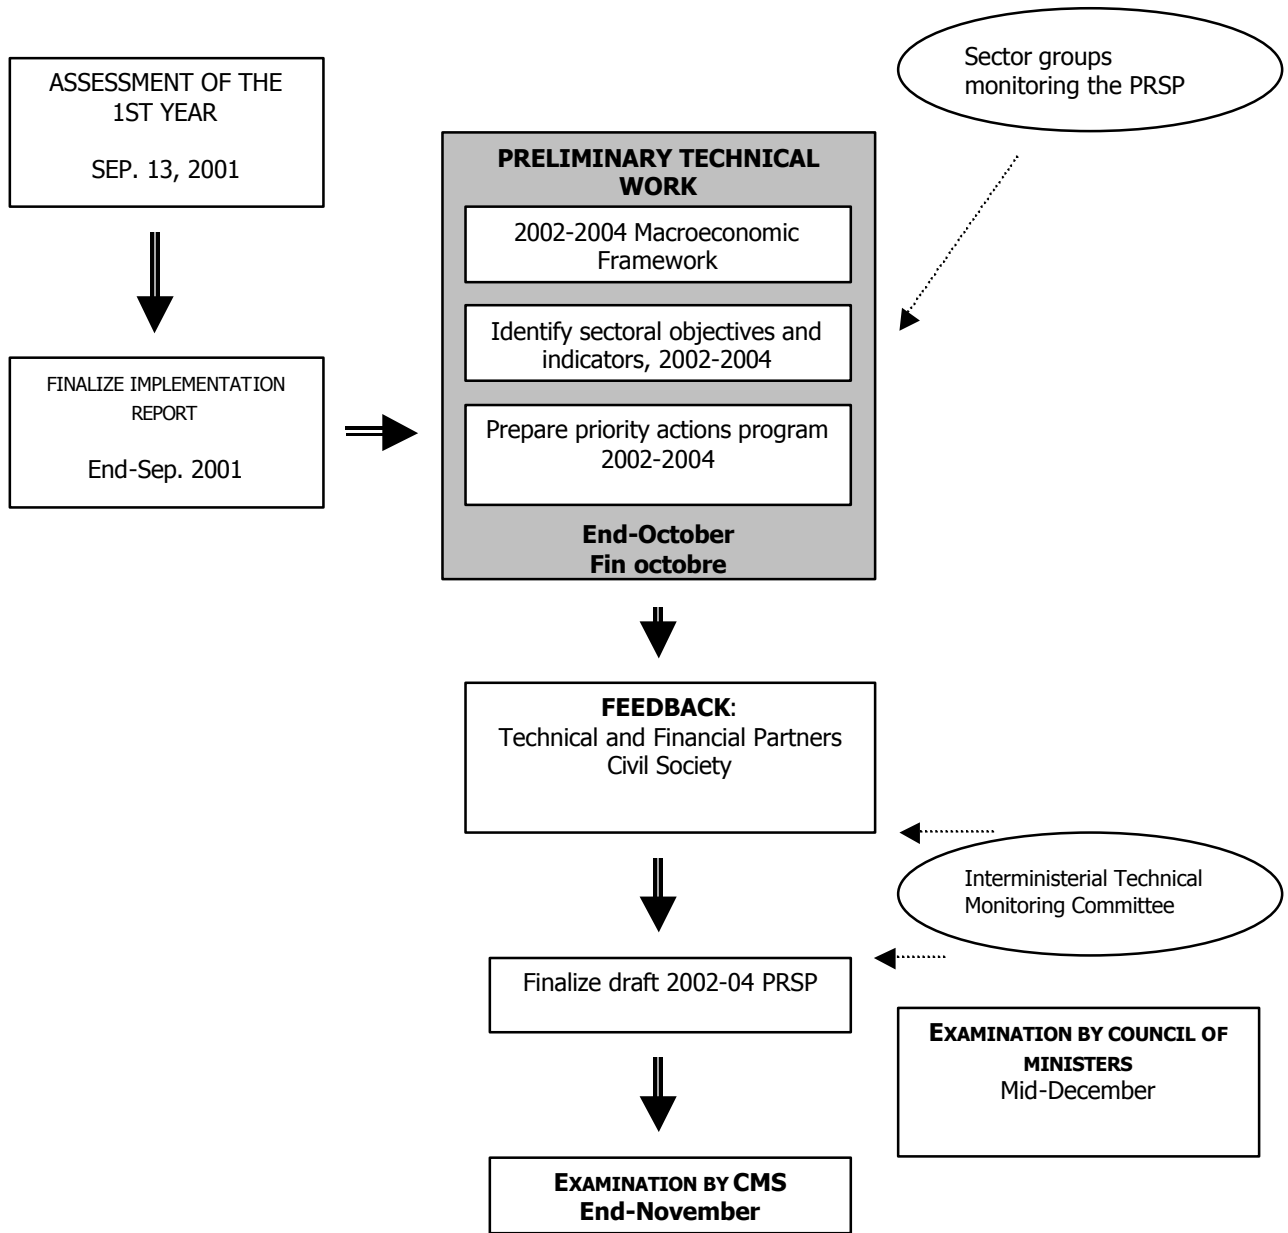 ASSESSMENT OF THE
1ST YEAR
SEP. 13, 2001
FINALIZE IMPLEMENTATION
REPORT
End-Sep. 2001
PRELIMINARY TECHNICAL
WORK
2002-2004 Macroeconomic
Framework
Identify sectoral objectives and
indicators, 2002-2004
Prepare priority actions program
2002-2004
End-October
Fin octobre
Sector groups
monitoring the PRSP
FEEDBACK:
Technical and Financial Partners
Civil Society
Interministerial Technical
Monitoring Committee
Finalize draft 2002-04 PRSP
EXAMINATION BY COUNCIL OF
MINISTERS
Mid-December
EXAMINATION BY CMS
End-November